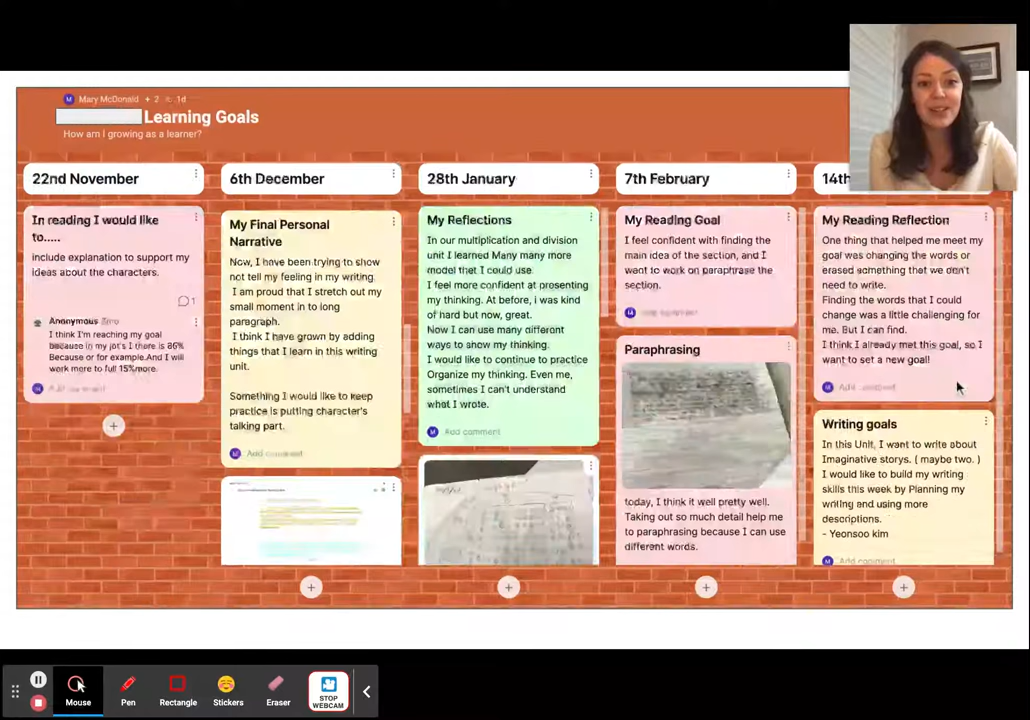 Mary McDonald + 2 1d
Learning Goals
How am I growing as a learner?
22nd November
In reading I would like
to.....
include explanation to support my
ideas about the characters.
1
Anonymous 3mo
I think I'm reaching my goal
because in my jot's I there is 86%
Because or for example.And I will
work more to full 15%more.
M Add comment
6th December
My Final Personal
Narrative
Now, I have been trying to show
not tell my feeling in my writing.
I am proud that I stretch out my
small moment in to long
paragraph.
I think I have grown by adding
things that I learn in this writing
unit.
Something I would like to keep
practice is putting character's
talking part.
M Add comment
28th January
My Reflections
In our multiplication and division
unit I learned Many many more
model that I could use.
I feel more confident at presenting
my thinking. At before, i was kind
of hard but now, great.
Now I can use many different
ways to show my thinking.
I would like to continue to practice
Organize my thinking. Even me,
sometimes I can't understand
what I wrote.
M Add comment
7th February
My Reading Goal
I feel confident with finding the
main idea of the section, and I
want to work on paraphrase the
section.
M Add comment
Paraphrasing
today, I think it well pretty well.
Taking out so much detail help me
to paraphrasing because I can use
different words.
14th
My Reading Reflection
One thing that helped me meet my
goal was changing the words or
erased something that we don't
need to write.
Finding the words that I could
change was a little challenging for
me. But I can find.
I think I already met this goal, so I
want to set a new goal!
M Add comment
Writing goals
In this Unit, I want to write about
Imaginative storys. ( maybe two. )
I would like to build my writing
skills this week by Planning my
writing and using more
descriptions.
- Yeonsoo kim
M Add comment
Mouse
Pen
Rectangle
Stickers
Eraser
STOP
WEBCAM